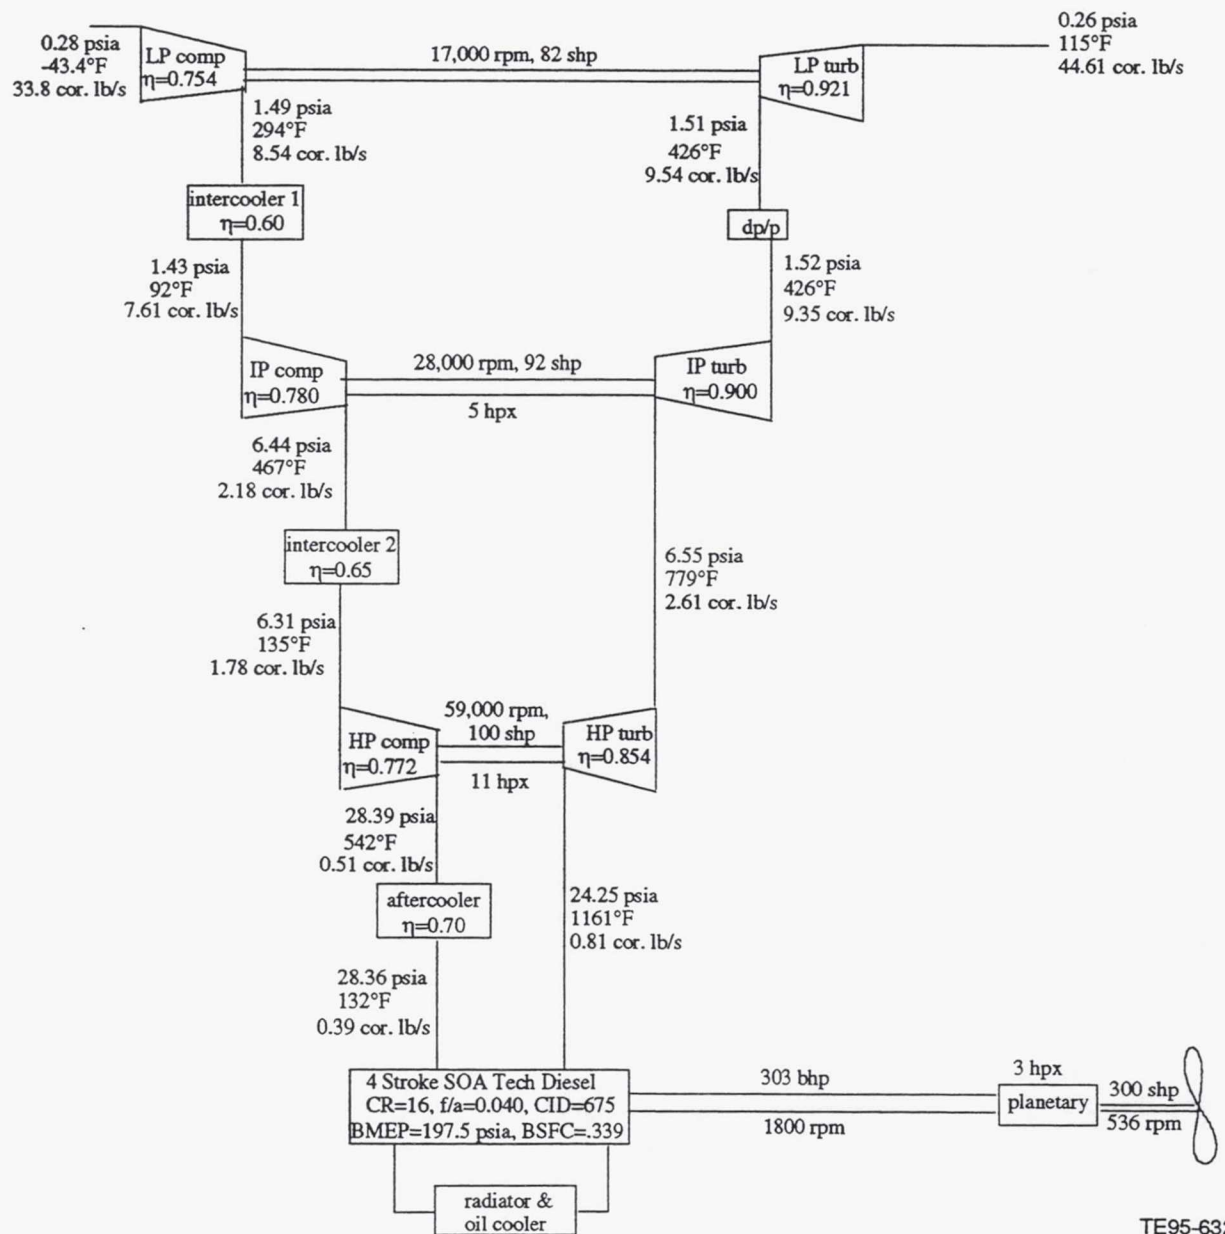 0.28 psia
-43.4°F
33.8 cor. lb/s
LP comp
η=0.754
17,000 rpm, 82 shp
LP turb
η=0.921
0.26 psia
115°F
44.61 cor. lb/s
1.49 psia
294°F
8.54 cor. lb/s
1.51 psia
426°F
9.54 cor. lb/s
intercooler 1
η=0.60
dp/p
1.43 psia
92°F
7.61 cor. lb/s
1.52 psia
426°F
9.35 cor. lb/s
IP comp
η=0.780
28,000 rpm, 92 shp
5 hpx
IP turb
η=0.900
6.44 psia
467°F
2.18 cor. lb/s
intercooler 2
η=0.65
6.55 psia
779°F
2.61 cor. lb/s
6.31 psia
135°F
1.78 cor. lb/s
HP comp
η=0.772
59,000 rpm,
100 shp
11 hpx
HP turb
η=0.854
28.39 psia
542°F
0.51 cor. lb/s
aftercooler
η=0.70
24.25 psia
1161°F
0.81 cor. lb/s
28.36 psia
132°F
0.39 cor. lb/s
4 Stroke SOA Tech Diesel
CR=16, f/a=0.040, CID=675
BMEP=197.5 psia, BSFC=.339
303 bhp
1800 rpm
3 hpx
planetary
300 shp
536 rpm
radiator &
oil cooler